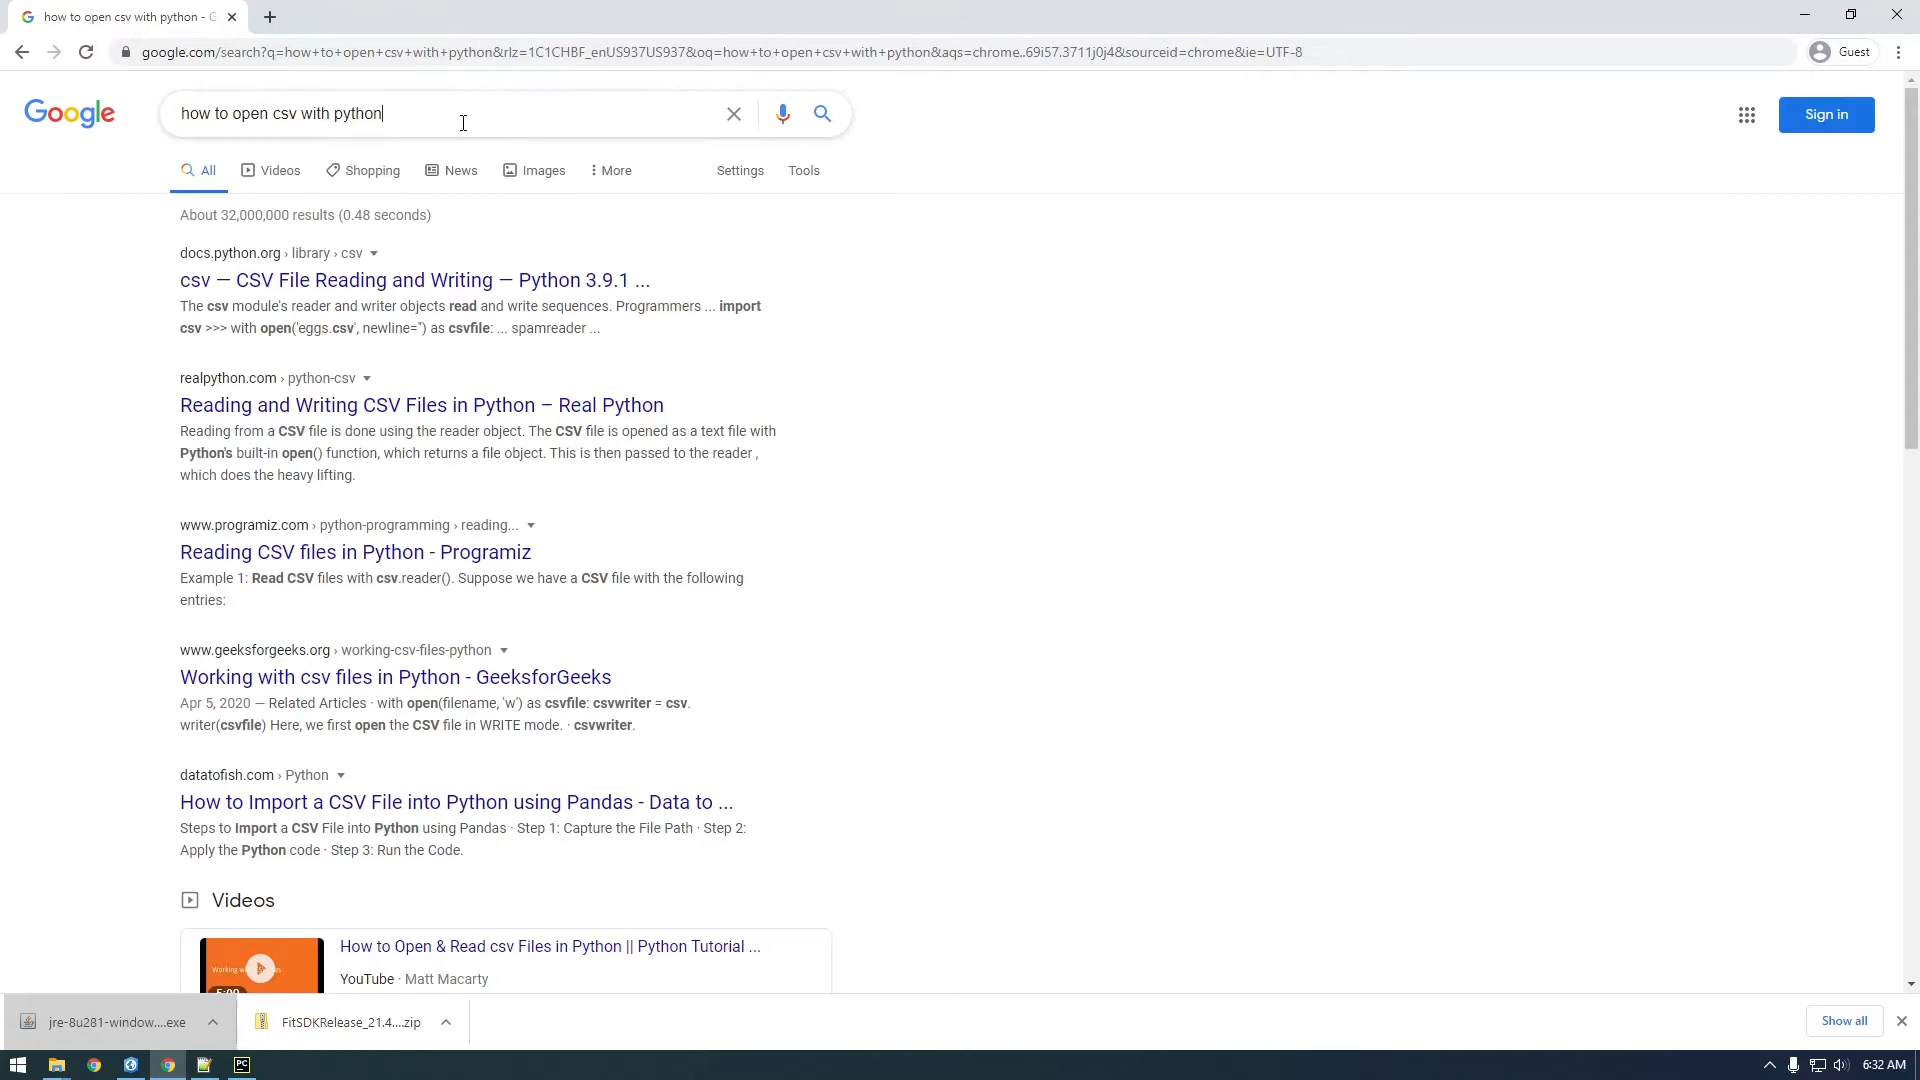 how to open csv with python - G
google.com/search?q=how+to+open+csv+with+python&rlz=1C1CHBF_enUS937US937&oq=how+to+open+csv+with+python&aqs=chrome..69i57.3711j0j4&sourceid=chrome&ie=UTF-8
Guest
Google
how to open csv with python
Sign in
All Videos Shopping News Images More Settings Tools
About 32,000,000 results (0.48 seconds)
docs.python.org › library › csv
csv — CSV File Reading and Writing — Python 3.9.1 ...
The csv module's reader and writer objects read and write sequences. Programmers ... import
csv >>> with open('eggs.csv', newline='') as csvfile: ... spamreader ...
realpython.com › python-csv
Reading and Writing CSV Files in Python – Real Python
Reading from a CSV file is done using the reader object. The CSV file is opened as a text file with
Python's built-in open() function, which returns a file object. This is then passed to the reader ,
which does the heavy lifting.
www.programiz.com › python-programming › reading...
Reading CSV files in Python - Programiz
Example 1: Read CSV files with csv.reader(). Suppose we have a CSV file with the following
entries:
www.geeksforgeeks.org › working-csv-files-python
Working with csv files in Python - GeeksforGeeks
Apr 5, 2020 — Related Articles · with open(filename, 'w') as csvfile: csvwriter = csv.
writer(csvfile) Here, we first open the CSV file in WRITE mode. · csvwriter.
datatofish.com › Python
How to Import a CSV File into Python using Pandas - Data to ...
Steps to Import a CSV File into Python using Pandas · Step 1: Capture the File Path · Step 2:
Apply the Python code · Step 3: Run the Code.
Videos
How to Open & Read csv Files in Python || Python Tutorial ...
YouTube · Matt Macarty
jre-8u281-window....exe
FitSDKRelease_21.4....zip
Show all
PC
6:32 AM